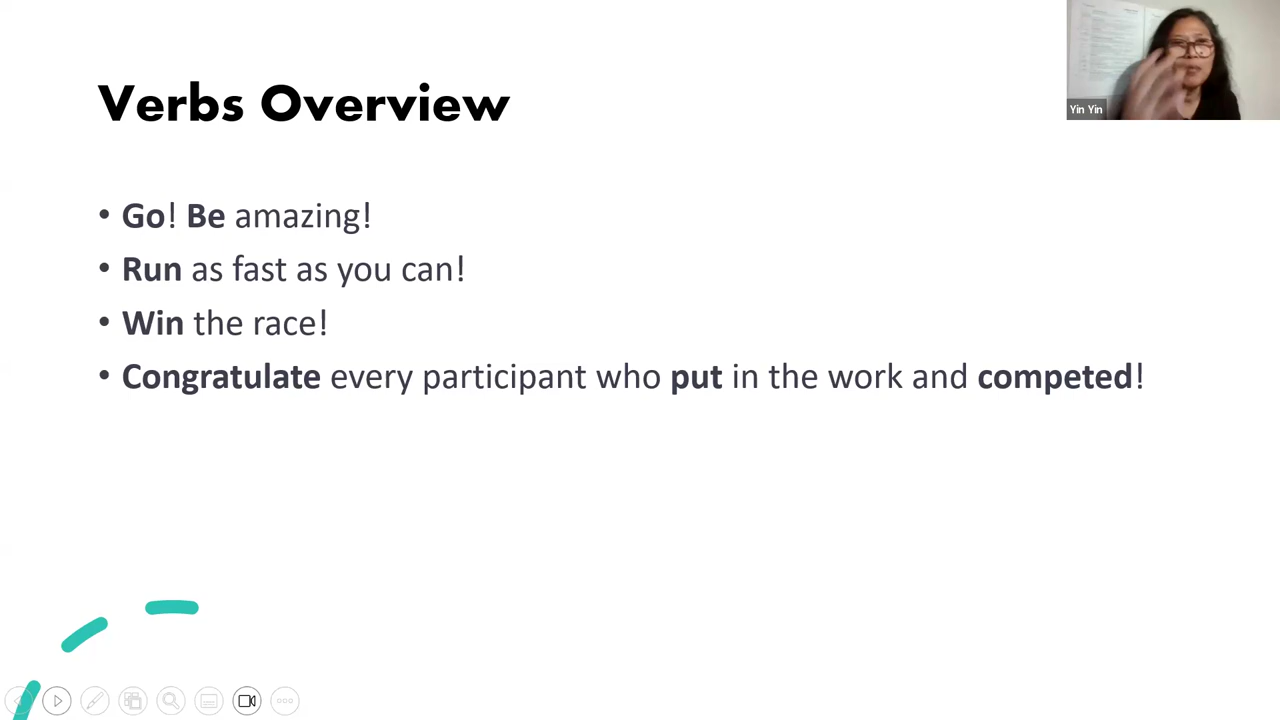 Verbs Overview
Yin Yin
• Go! Be amazing!
• Run as fast as you can!
• Win the race!
• Congratulate every participant who put in the work and competed!